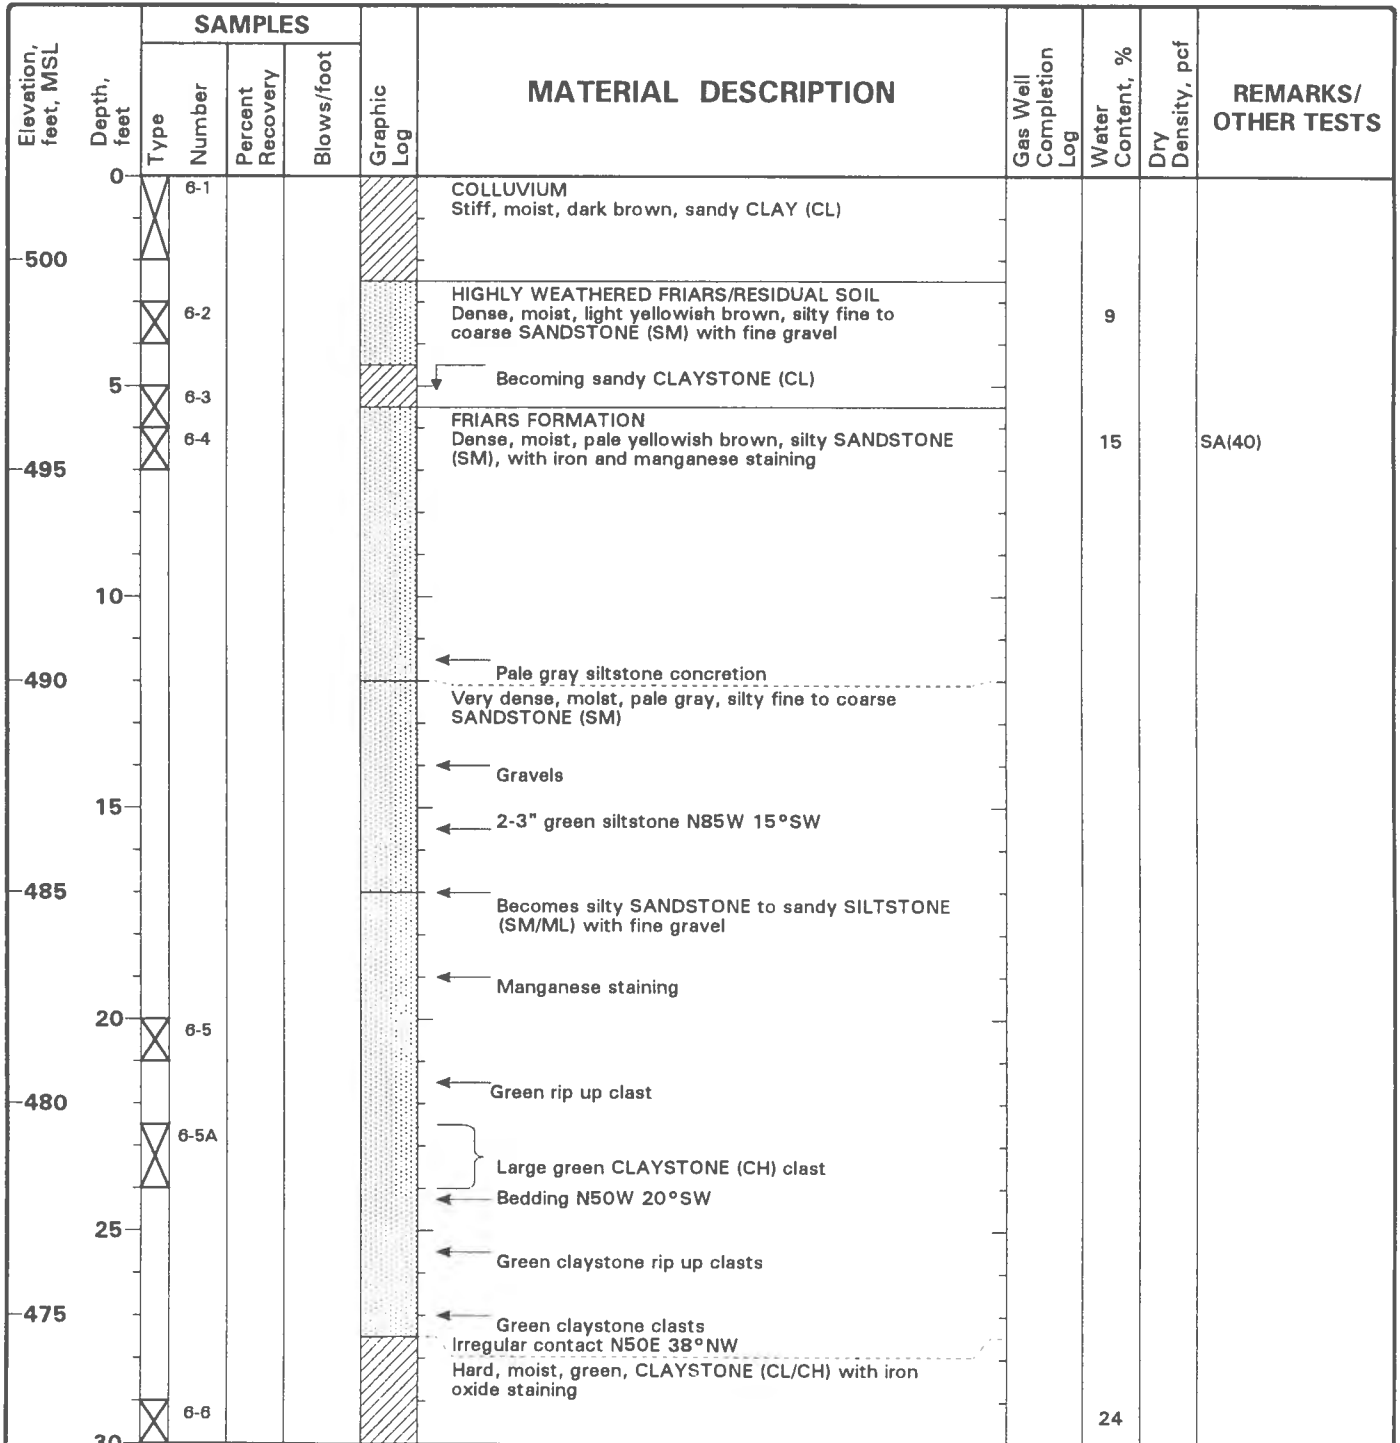 SAMPLES
Elevation, feet, MSL
Depth, feet
Type
Number
Percent Recovery
Blows/foot
Graphic Log
MATERIAL DESCRIPTION
Gas Well Completion Log
Water Content, %
Dry Density, pcf
REMARKS/
OTHER TESTS
0
6-1
COLLUVIUM
Stiff, moist, dark brown, sandy CLAY (CL)
500
HIGHLY WEATHERED FRIARS/RESIDUAL SOIL
6-2
Dense, moist, light yellowish brown, silty fine to
9
coarse SANDSTONE (SM) with fine gravel
5
Becoming sandy CLAYSTONE (CL)
6-3
FRIARS FORMATION
6-4
Dense, moist, pale yellowish brown, silty SANDSTONE
15
SA(40)
(SM), with iron and manganese staining
495
10
Pale gray siltstone concretion
490
Very dense, moist, pale gray, silty fine to coarse
SANDSTONE (SM)
Gravels
15
2-3" green siltstone N85W 15°SW
485
Becomes silty SANDSTONE to sandy SILTSTONE
(SM/ML) with fine gravel
Manganese staining
20
6-5
Green rip up clast
480
6-5A
Large green CLAYSTONE (CH) clast
Bedding N50W 20°SW
25
Green claystone rip up clasts
475
Green claystone clasts
Irregular contact N50E 38°NW
Hard, moist, green, CLAYSTONE (CL/CH) with iron
oxide staining
6-6
24
30